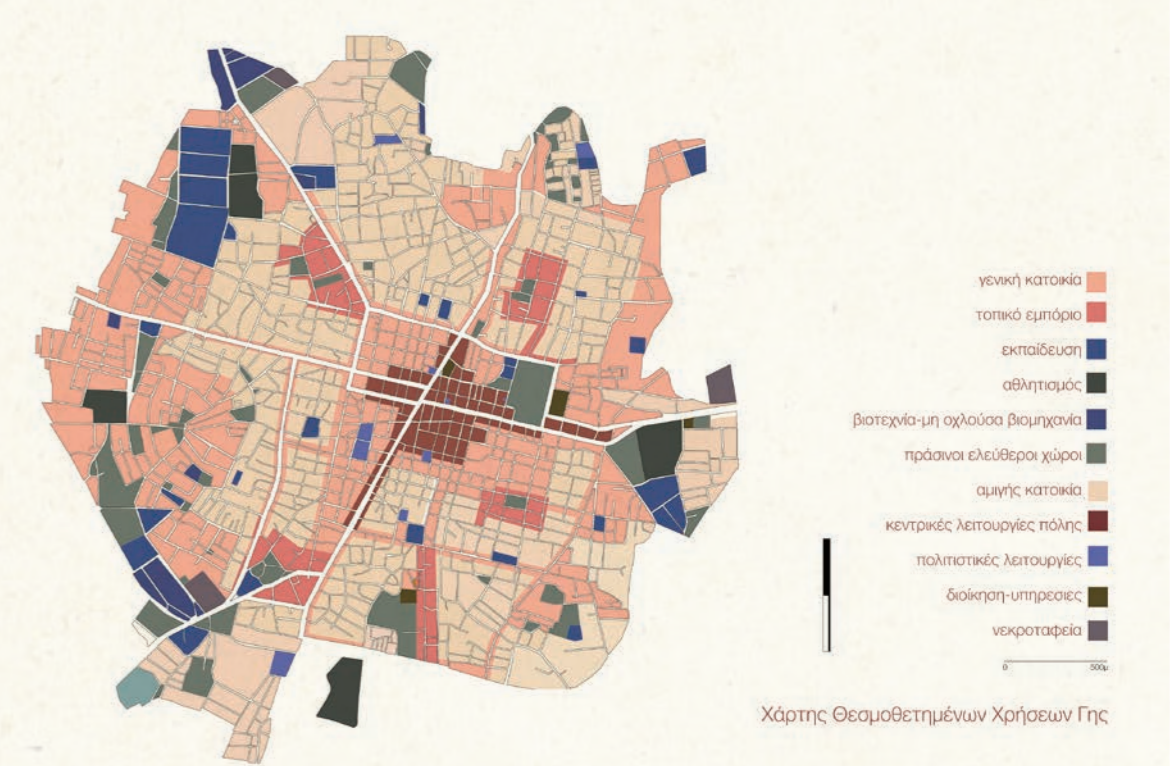 γενική κατοικία
τοπικό εμπόριο
εκπαίδευση
αθλητισμός
βιοτεχνία-μη οχλούσα βιομηχανία
πράσινοι ελεύθεροι χώροι
αμιγής κατοικία
κεντρικές λειτουργίες πόλης
πολιτιστικές λειτουργίες
διοίκηση-υπηρεσιες
νεκροταφεία
0 500μ
Χάρτης Θεσμοθετημένων Χρήσεων Γης